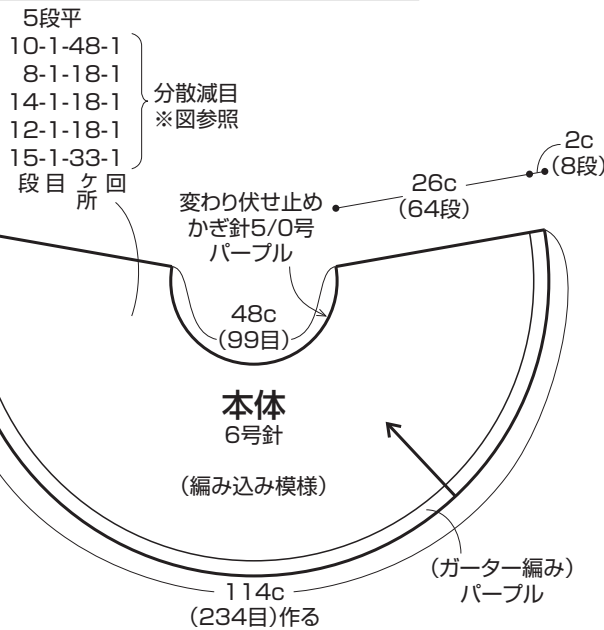 5段平
10-1-48-1
8-1-18-1
14-1-18-1
12-1-18-1
15-1-33-1
段目ヶ所回
分散減目
※図参照
変わり伏せ止め
かぎ針5/0号
パープル
2c
(8段)
26c
(64段)
48c
(99目)
本体
6号針
(編み込み模様)
(ガーター編み)
パープル
114c
(234目)作る